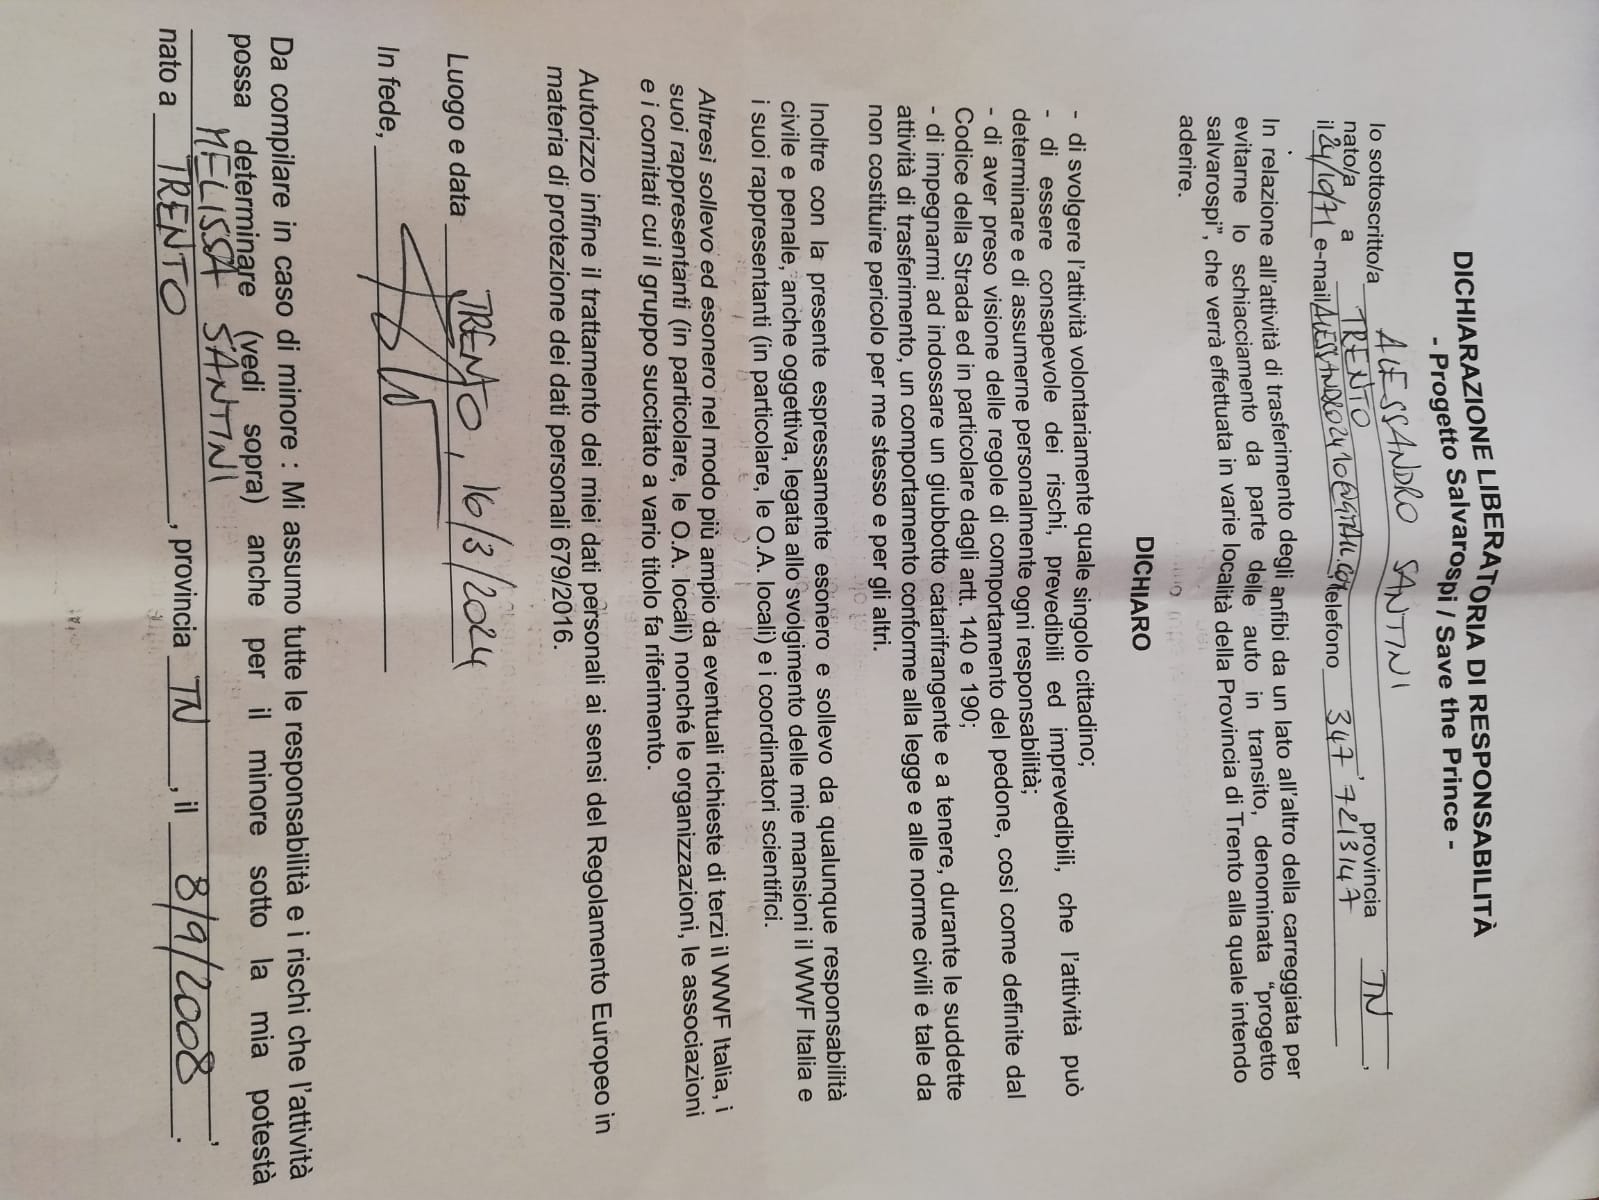 DICHIARAZIONE LIBERATORIA DI RESPONSABILITÀ
- Progetto Salvarospi / Save the Prince -
Io sottoscritto/a ALESSANDRO SANTINI
nato/a a TRENTO, provincia TN,
il 24/10/71 e-mail ALESSANDRO2410@GMAIL.COM telefono 347 7213147
In relazione all'attività di trasferimento degli anfibi da un lato all'altro della carreggiata per
evitarne lo schiacciamento da parte delle auto in transito, denominata "progetto
salvarospi", che verrà effettuata in varie località della Provincia di Trento alla quale intendo
aderire.
DICHIARO
- di svolgere l'attività volontariamente quale singolo cittadino;
- di essere consapevole dei rischi, prevedibili ed imprevedibili, che l'attività può
determinare e di assumerne personalmente ogni responsabilità;
- di aver preso visione delle regole di comportamento del pedone, così come definite dal
Codice della Strada ed in particolare dagli artt. 140 e 190;
- di impegnarmi ad indossare un giubbotto catarifrangente e a tenere, durante le suddette
attività di trasferimento, un comportamento conforme alla legge e alle norme civili e tale da
non costituire pericolo per me stesso e per gli altri.
Inoltre con la presente espressamente esonero e sollevo da qualunque responsabilità
civile e penale, anche oggettiva, legata allo svolgimento delle mie mansioni il WWF Italia e
i suoi rappresentanti (in particolare, le O.A. locali) e i coordinatori scientifici.
Altresì sollevo ed esonero nel modo più ampio da eventuali richieste di terzi il WWF Italia, i
suoi rappresentanti (in particolare, le O.A. locali) nonché le organizzazioni, le associazioni
e i comitati cui il gruppo succitato a vario titolo fa riferimento.
Autorizzo infine il trattamento dei miei dati personali ai sensi del Regolamento Europeo in
materia di protezione dei dati personali 679/2016.
Luogo e data TRENTO, 16/3/2024
In fede,
Da compilare in caso di minore : Mi assumo tutte le responsabilità e i rischi che l'attività
possa determinare (vedi sopra) anche per il minore sotto la mia potestà
MELISSA SANTINI,
nato a TRENTO, provincia TN, il 8/9/2008.